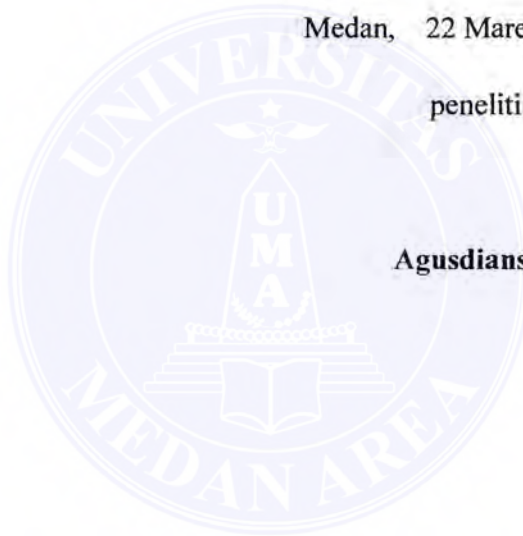 Medan, 22 Mare
peneliti
Agusdians
UNIVERSITAS
UMA
MEDAN AREA